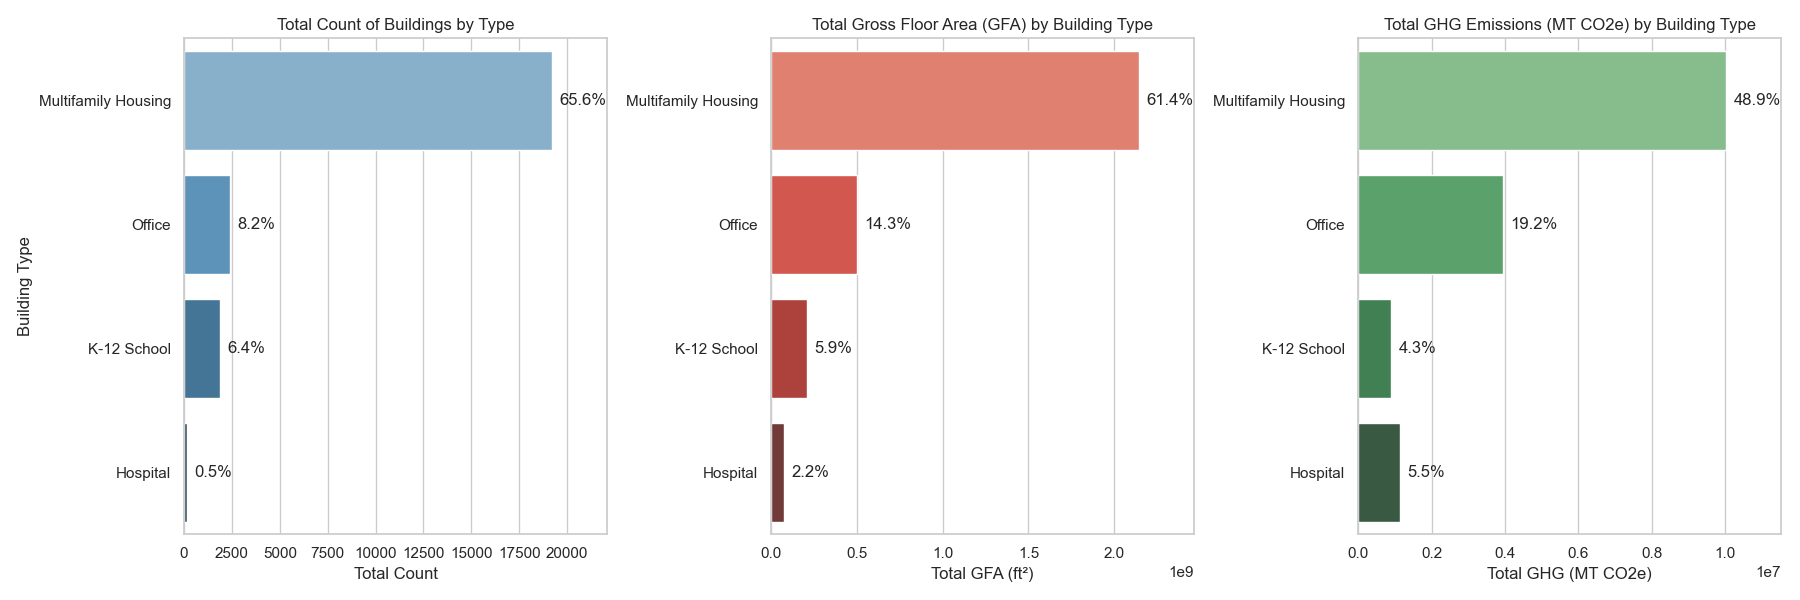 Total Count of Buildings by Type
Building Type
Multifamily Housing
65.6%
Office
8.2%
K-12 School
6.4%
Hospital
0.5%
0 2500 5000 7500 10000 12500 15000 17500 20000
Total Count
Total Gross Floor Area (GFA) by Building Type
Multifamily Housing
61.4%
Office
14.3%
K-12 School
5.9%
Hospital
2.2%
0.0 0.5 1.0 1.5 2.0
1e9
Total GFA (ft²)
Total GHG Emissions (MT CO2e) by Building Type
Multifamily Housing
48.9%
Office
19.2%
K-12 School
4.3%
Hospital
5.5%
0.0 0.2 0.4 0.6 0.8 1.0
1e7
Total GHG (MT CO2e)